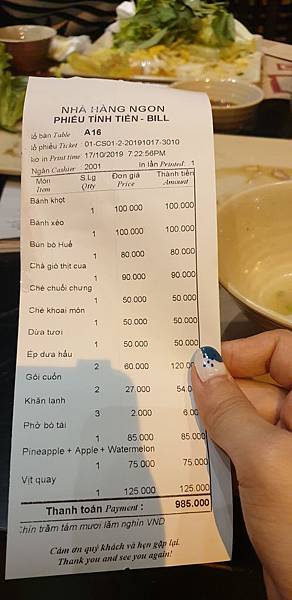 NHÀ HÀNG NGON
PHIẾU TÍNH TIỀN - BILL
Số bàn Table A16
Số phiếu Ticket : 01-CS01-2-20191017-3010
Giờ in Print time 17/10/2019 7:22:56PM
Ngân Cashier : 2001 In lần Printed: 1
Món S.Lg Đơn giá Thành tiền
Item Qtty Price Amount
Bánh khọt
1 100.000 100.000
Bánh xèo
1 100.000 100.000
Bún bò Huế
1 80.000 80.000
Chả giò thịt cua
1 90.000 90.000
Chè chuối chưng
1 50.000 50.000
Chè khoai môn
1 50.000 50.000
Dừa tươi
1 50.000 50.000
Ép dưa hấu
2 60.000 120.00
Gỏi cuốn
2 27.000 54.0
Khăn lạnh
3 2.000 6.00
Phở bò tái
1 85.000 85.000
Pineapple + Apple + Watermelon
1 75.000 75.000
Vịt quay
1 125.000 125.000
Thanh toán Payment : 985.000
Chín trăm tám mươi lăm nghìn VND
Cám ơn quý khách và hẹn gặp lại.
Thank you and see you again!